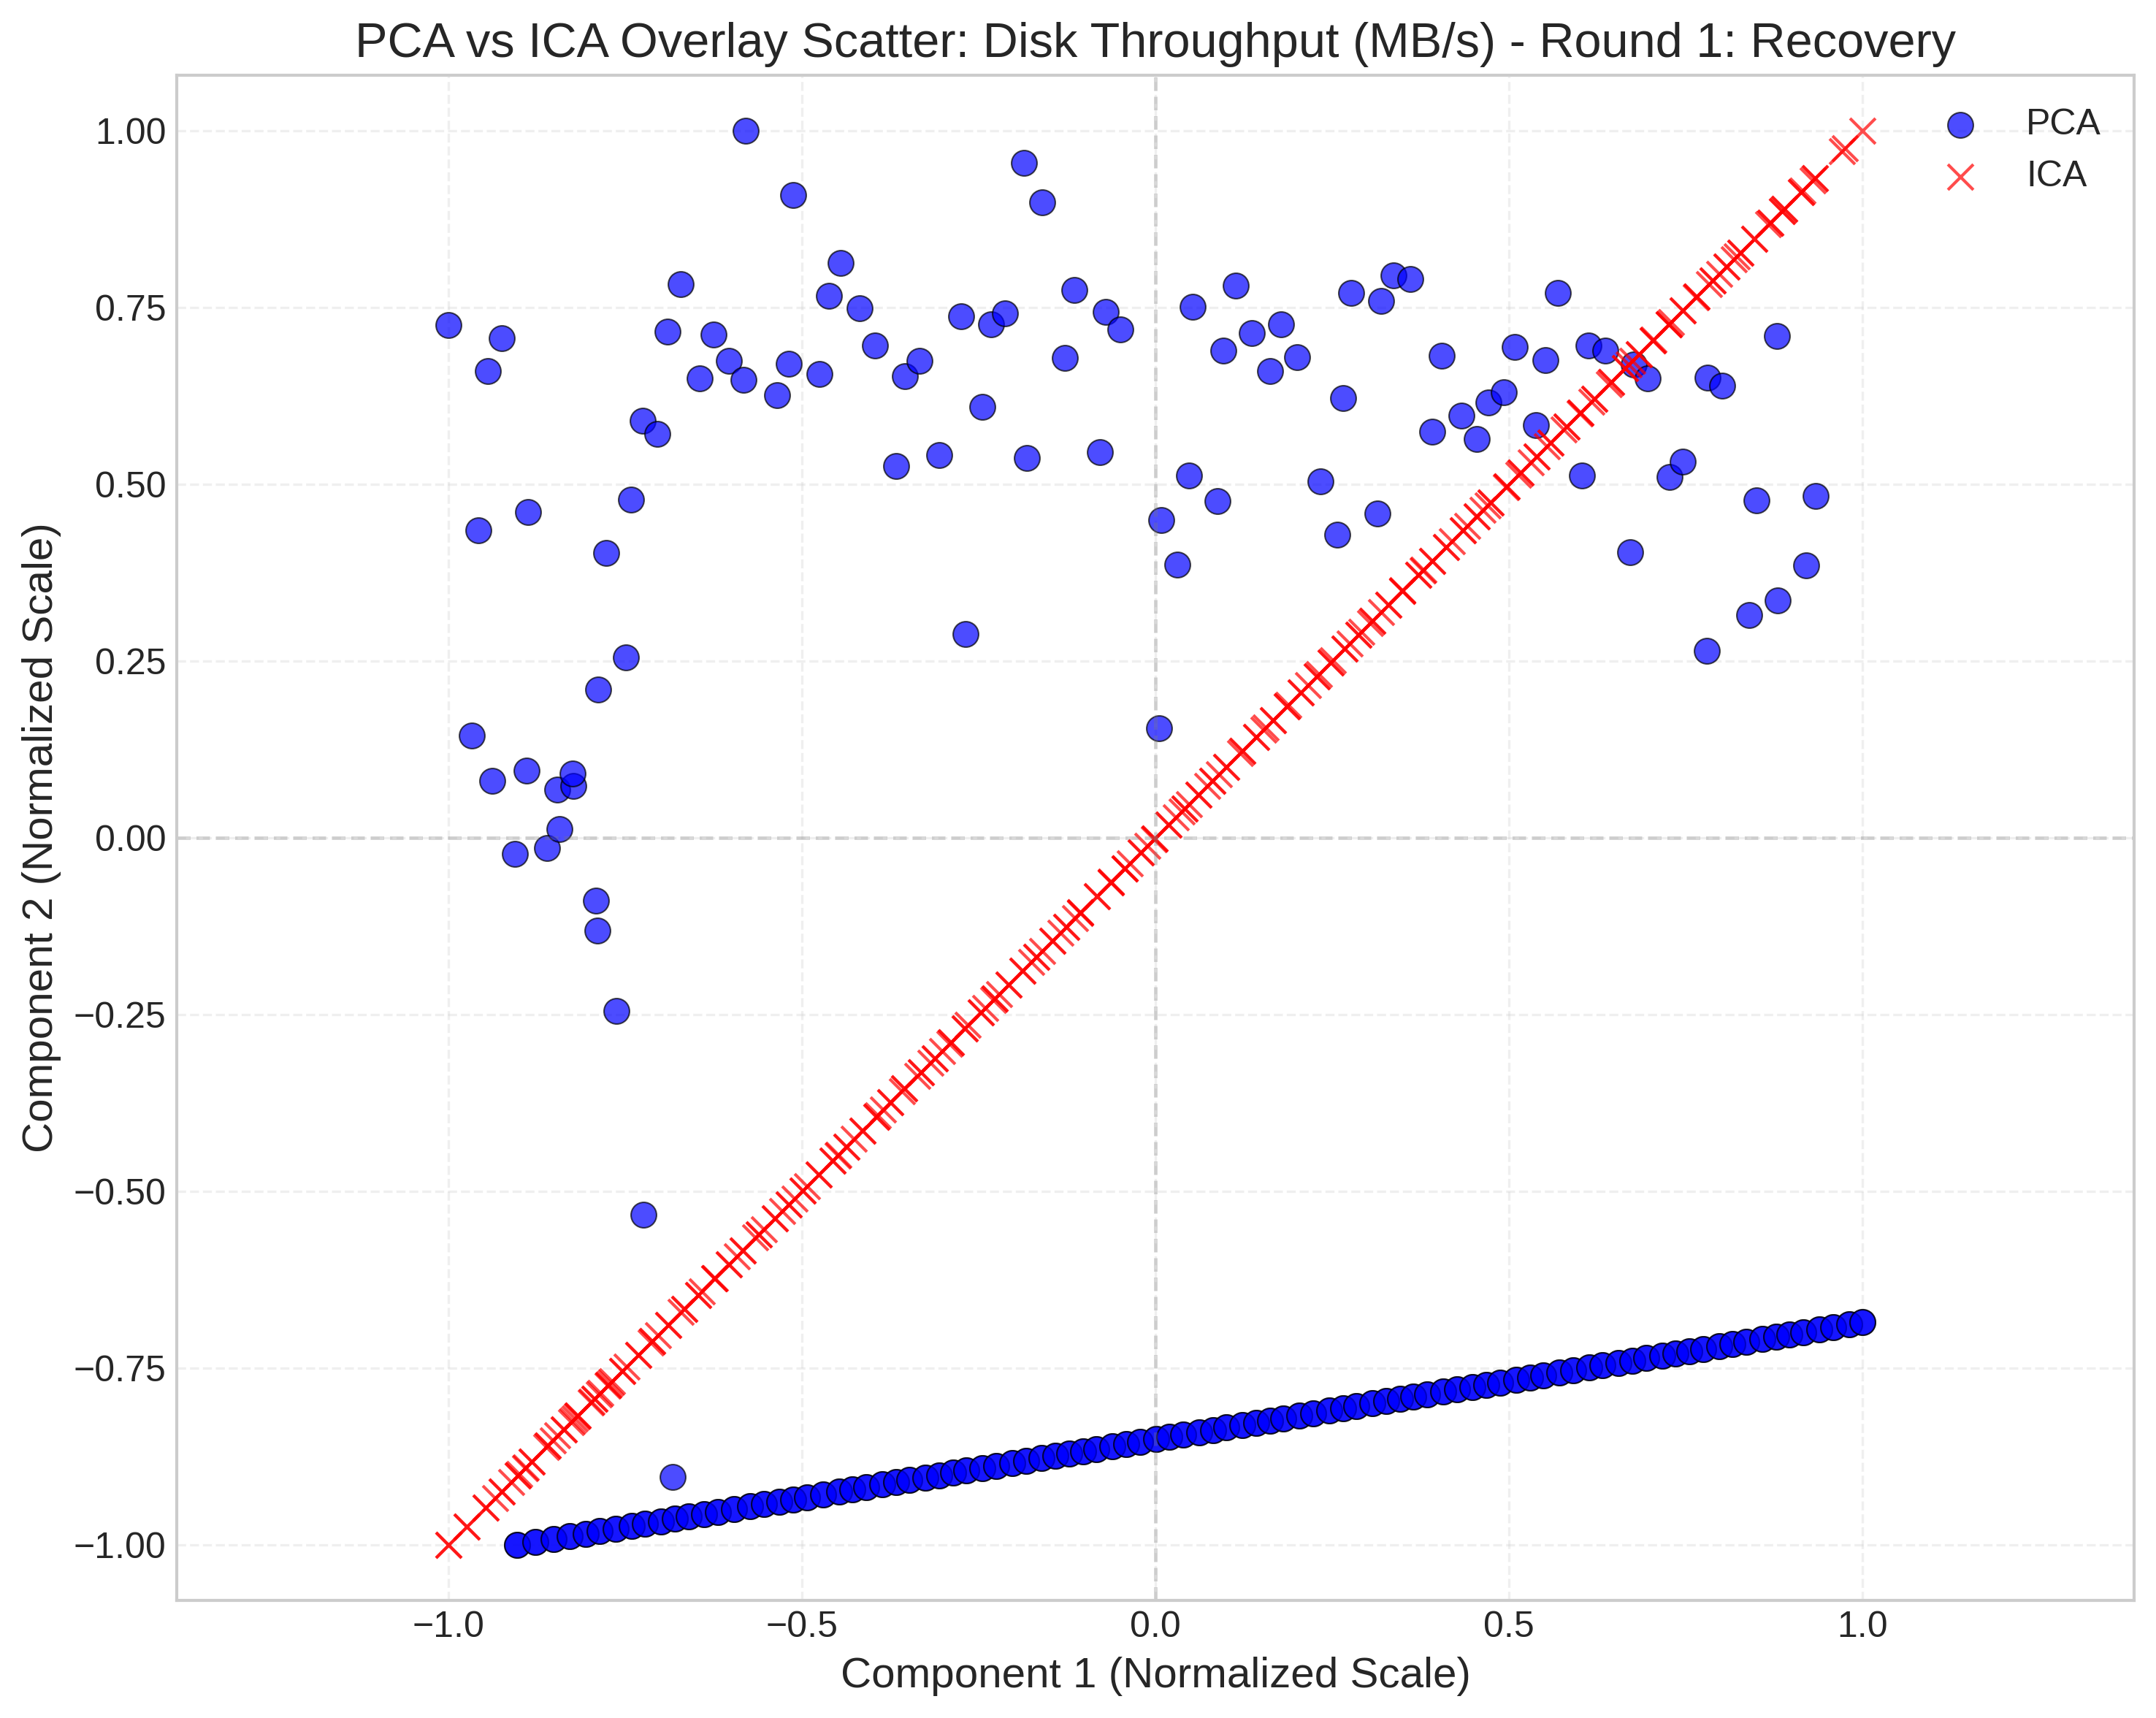 PCA vs ICA Overlay Scatter: Disk Throughput (MB/s) - Round 1: Recovery
PCA
ICA
1.00
0.75
0.50
0.25
0.00
−0.25
−0.50
−0.75
−1.00
Component 2 (Normalized Scale)
−1.0
−0.5
0.0
0.5
1.0
Component 1 (Normalized Scale)